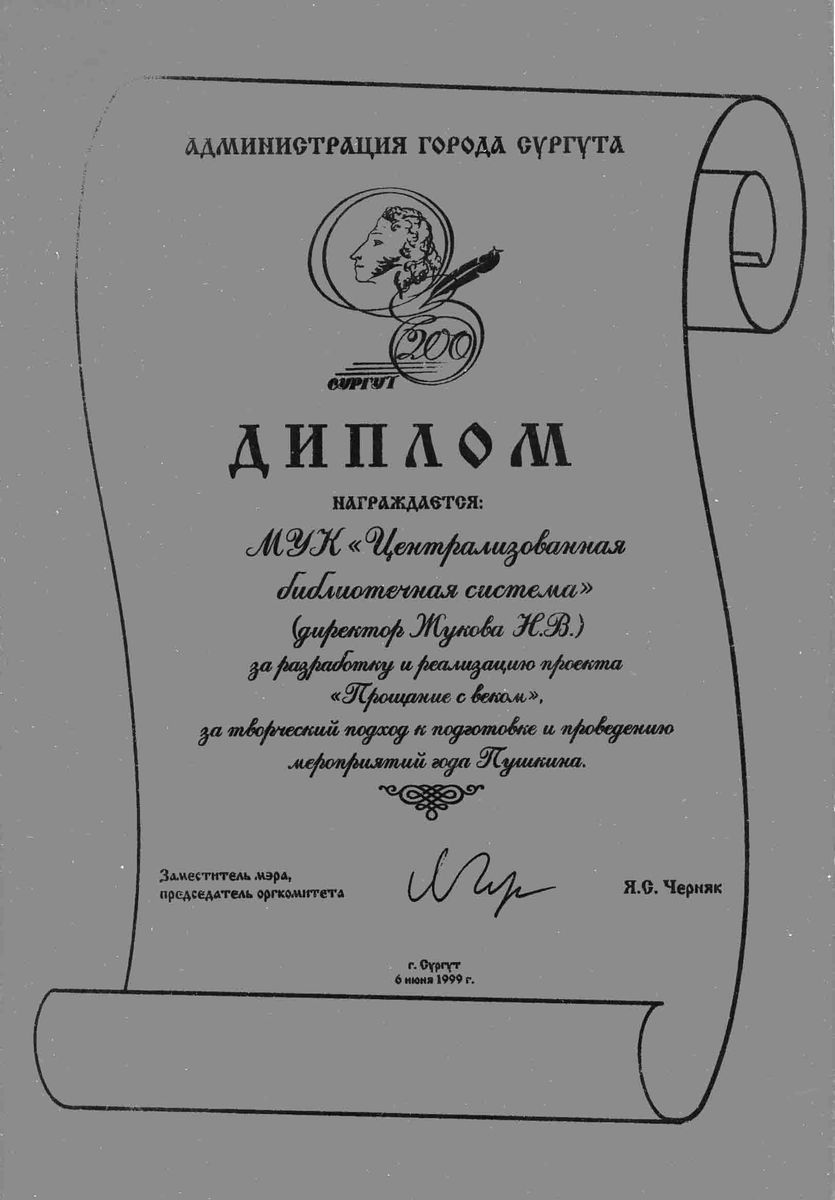 АДМИНИСТРАЦИЯ ГОРОДА СУРГУТА
200
СУРГУТ
ДИПЛОМ
НАГРАЖДАЕТСЯ:
МУК «Централизованная
библиотечная система»
(директор Жукова Н.В.)
за разработку и реализацию проекта
«Прощание с веком»,
за творческий подход к подготовке и проведению
мероприятий года Пушкина.
Заместитель мэра,
председатель оргкомитета
Я.С. Черняк
г. Сургут
6 июня 1999 г.